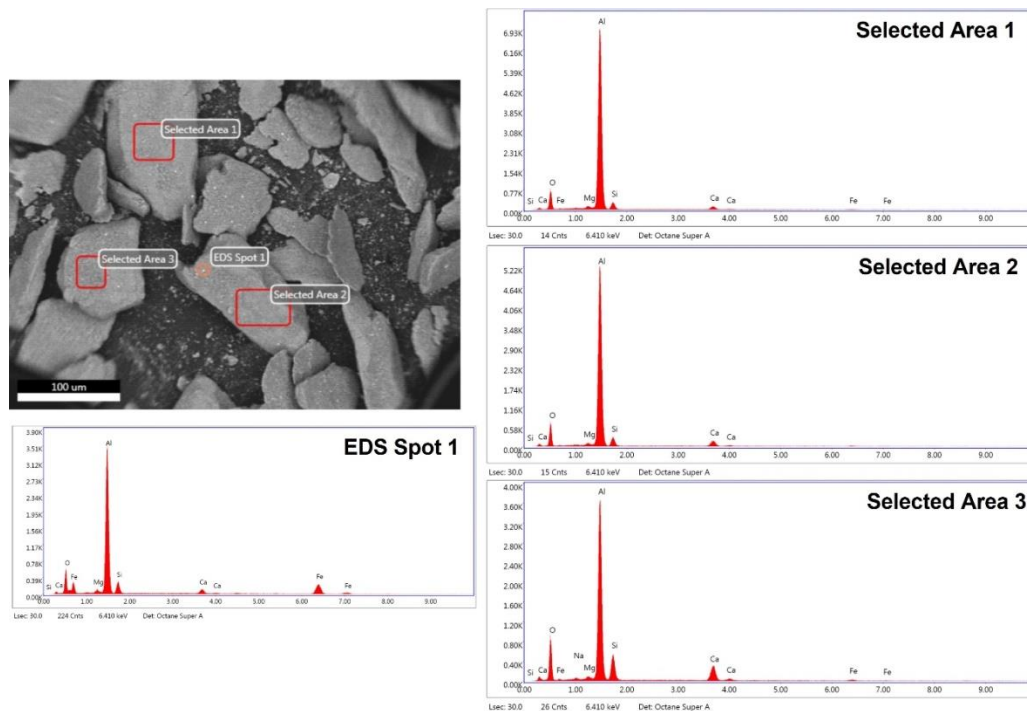 Selected Area 1
Selected Area 3
EDS Spot 1
Selected Area 2
100 um
EDS Spot 1
3.90K
3.51K
3.12K
2.73K
2.34K
1.95K
1.56K
1.17K
0.78K
0.39K
0.00K
Si Ca O Fe Mg Al Si Ca Ca Fe Fe
0.00 1.00 2.00 3.00 4.00 5.00 6.00 7.00 8.00 9.00
Lsec: 30.0 224 Cnts 6.410 keV Det: Octane Super A
Selected Area 1
6.93K
6.16K
5.39K
4.62K
3.85K
3.08K
2.31K
1.54K
0.77K
0.00K
Si Ca O Fe Mg Al Si Ca Ca Fe Fe
0.00 1.00 2.00 3.00 4.00 5.00 6.00 7.00 8.00 9.00
Lsec: 30.0 14 Cnts 6.410 keV Det: Octane Super A
Selected Area 2
5.22K
4.64K
3.48K
2.90K
1.74K
1.16K
0.58K
0.00K
Si Ca O Mg Al Si Ca Ca
0.00 1.00 2.00 3.00 4.00 5.00 6.00 7.00 8.00 9.00
Lsec: 30.0 15 Cnts 6.410 keV Det: Octane Super A
Selected Area 3
4.00K
3.60K
3.20K
2.80K
2.40K
2.00K
1.60K
1.20K
0.80K
0.40K
0.00K
Si Ca O Fe Na Mg Al Si Ca Ca Fe Fe
0.00 1.00 2.00 3.00 4.00 5.00 6.00 7.00 8.00 9.00
Lsec: 30.0 26 Cnts 6.410 keV Det: Octane Super A